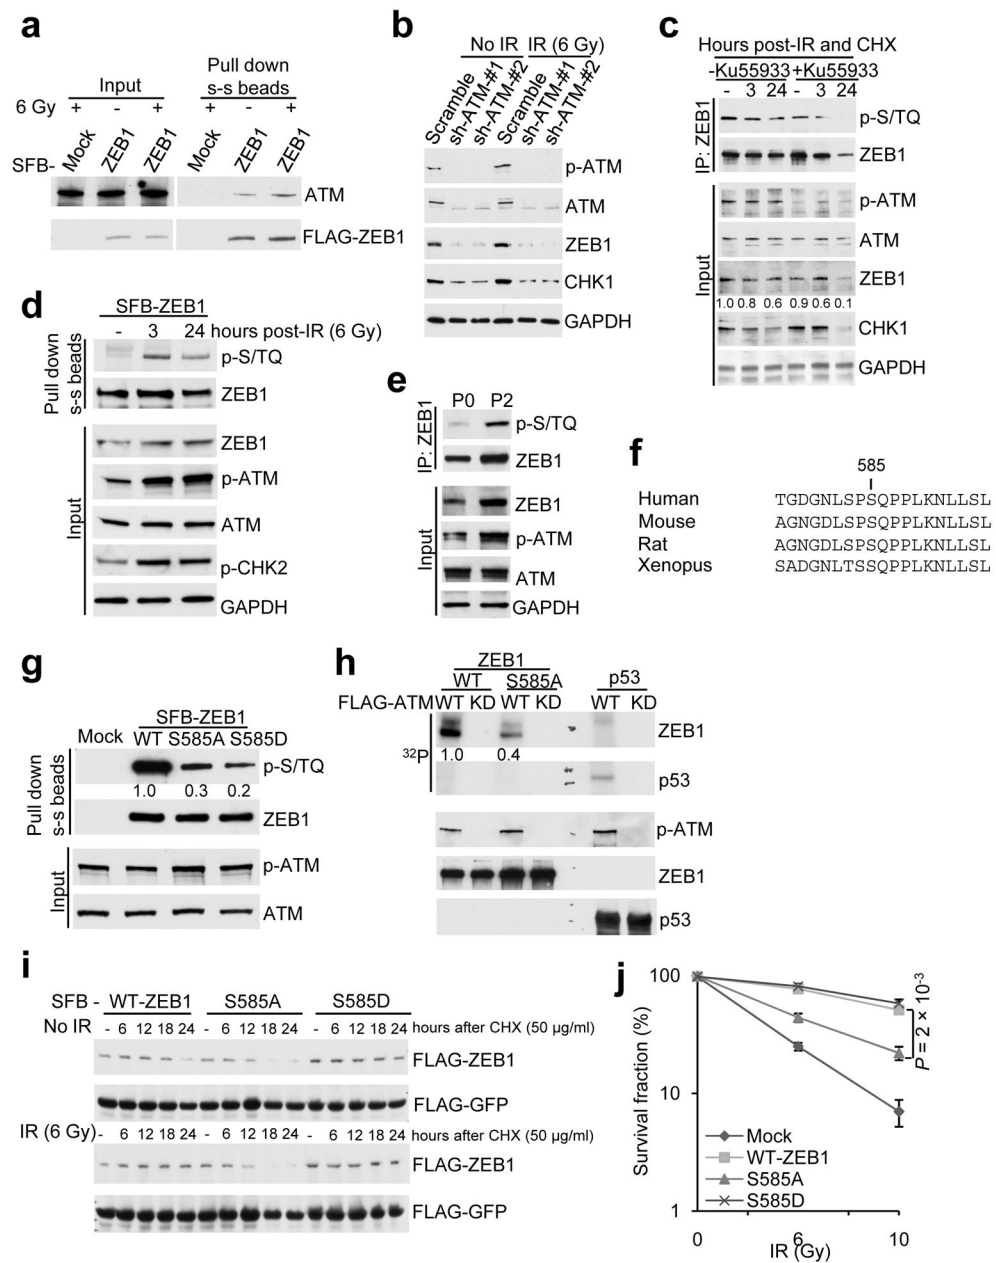 a
Input
Pull down
s-s beads
6 Gy + - + + - +
SFB- Mock ZEB1 ZEB1 Mock ZEB1 ZEB1
ATM
FLAG-ZEB1
b
No IR IR (6 Gy)
Scramble sh-ATM-#1 sh-ATM-#2 Scramble sh-ATM-#1 sh-ATM-#2
p-ATM
ATM
ZEB1
CHK1
GAPDH
c
Hours post-IR and CHX
-Ku55933 +Ku55933
- 3 24 - 3 24
IP: ZEB1
p-S/TQ
ZEB1
Input
p-ATM
ATM
ZEB1
1.0 0.8 0.6 0.9 0.6 0.1
CHK1
GAPDH
d
SFB-ZEB1
- 3 24 hours post-IR (6 Gy)
Pull down
s-s beads
p-S/TQ
ZEB1
Input
ZEB1
p-ATM
ATM
p-CHK2
GAPDH
e
P0 P2
IP: ZEB1
p-S/TQ
ZEB1
Input
ZEB1
p-ATM
ATM
GAPDH
f
585
Human TGDGNLSPSQPPLKNLLSL
Mouse AGNGDLSPSQPPLKNLLSL
Rat AGNGDLSPSQPPLKNLLSL
Xenopus SADGNLTSSQPPLKNLLSL
g
SFB-ZEB1
Mock WT S585A S585D
Pull down
s-s beads
p-S/TQ
1.0 0.3 0.2
ZEB1
Input
p-ATM
ATM
h
ZEB1
WT S585A p53
FLAG-ATM WT KD WT KD WT KD
32P
ZEB1
1.0 0.4
p53
p-ATM
ZEB1
p53
i
SFB - WT-ZEB1 S585A S585D
No IR - 6 12 18 24 - 6 12 18 24 - 6 12 18 24 hours after CHX (50 µg/ml)
FLAG-ZEB1
FLAG-GFP
IR (6 Gy) - 6 12 18 24 - 6 12 18 24 - 6 12 18 24 hours after CHX (50 µg/ml)
FLAG-ZEB1
FLAG-GFP
j
Survival fraction (%)
100
10
1
P = 2 × 10-3
Mock
WT-ZEB1
S585A
S585D
0 6 10
IR (Gy)